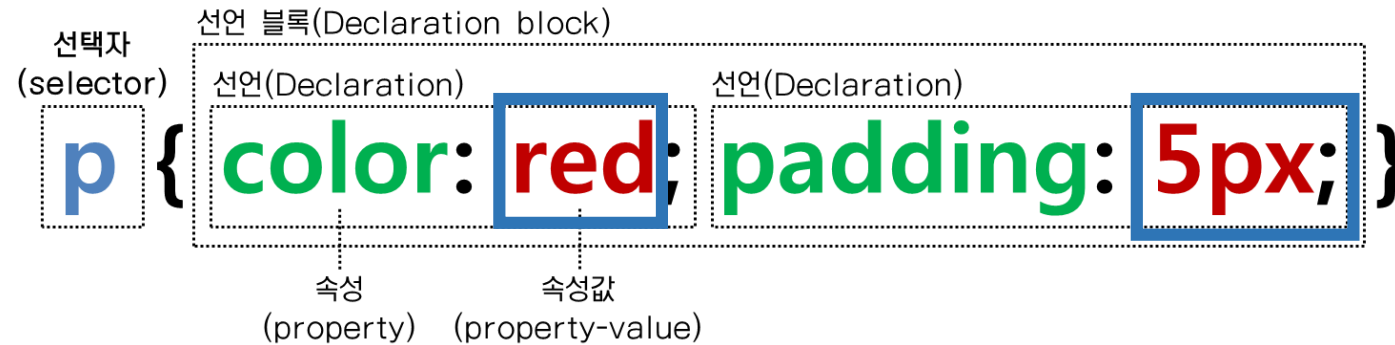 선언 블록(Declaration block)
선택자
(selector)
선언(Declaration) 선언(Declaration)
p { color: red; padding: 5px; }
속성 속성값
(property) (property-value)